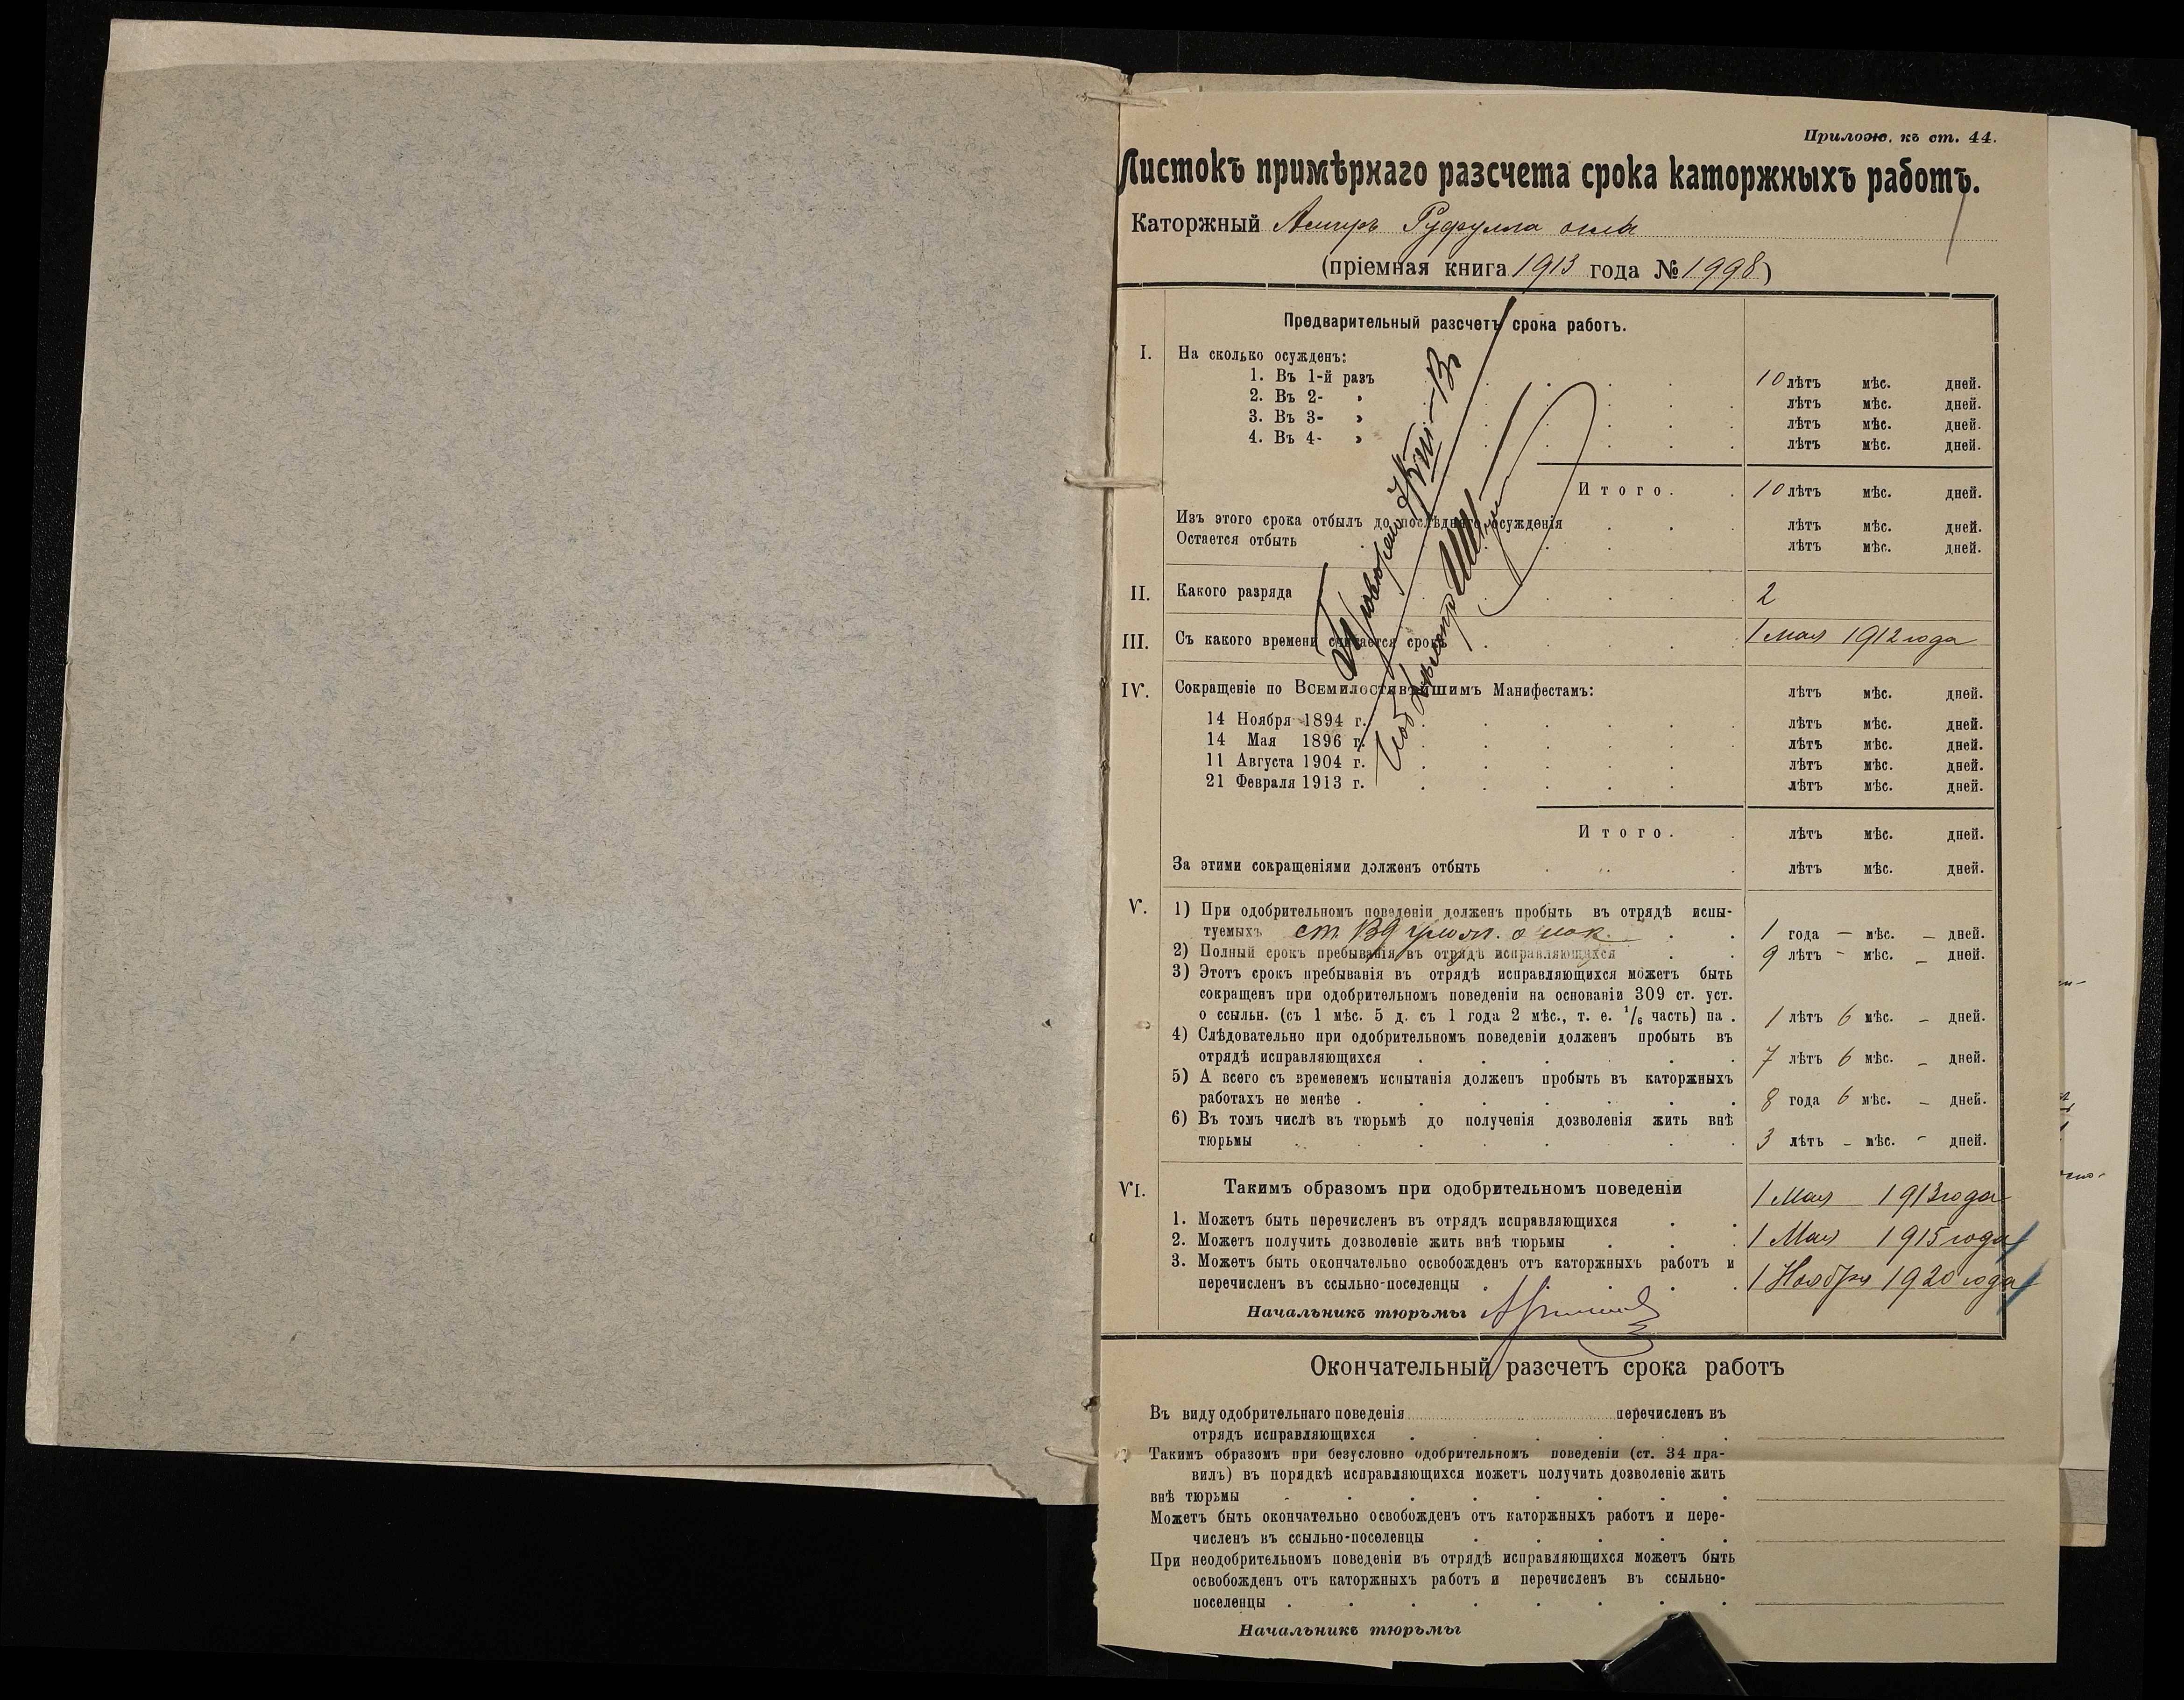 Прилож. къ ст. 44.
Листокъ примѣрнаго разсчета срока каторжныхъ работъ.
Каторжный Амиръ оглы
(пріемная книга 1913 года № 1998)
Предварительный разсчетъ срока работъ.
I. На сколько осужденъ:
1. Въ 1-й разъ 10 лѣтъ мѣс. дней.
2. Въ 2- » лѣтъ мѣс. дней.
3. Въ 3- » лѣтъ мѣс. дней.
4. Въ 4- » лѣтъ мѣс. дней.
Итого. 10 лѣтъ мѣс. дней.
Изъ этого срока отбылъ до послѣдняго осужденія лѣтъ мѣс. дней.
Остается отбыть лѣтъ мѣс. дней.
II. Какого разряда 2
III. Съ какого времени считается срокъ 1 мая 1912 года
IV. Сокращеніе по Всемилостивѣйшимъ Манифестамъ: лѣтъ мѣс. дней.
14 Ноября 1894 г. лѣтъ мѣс. дней.
14 Мая 1896 г. лѣтъ мѣс. дней.
11 Августа 1904 г. лѣтъ мѣс. дней.
21 Февраля 1913 г. лѣтъ мѣс. дней.
Итого. лѣтъ мѣс. дней.
За этими сокращеніями долженъ отбыть лѣтъ мѣс. дней.
V. 1) При одобрительномъ поведеніи долженъ пробыть въ отрядѣ испы-
туемыхъ ст. 1 года – мѣс. – дней.
2) Полный срокъ пребыванія въ отрядѣ исправляющихся 9 лѣтъ – мѣс. – дней.
3) Этотъ срокъ пребыванія въ отрядѣ исправляющихся можетъ быть
сокращенъ при одобрительномъ поведеніи на основаніи 309 ст. уст.
о ссыльн. (съ 1 мѣс. 5 д. съ 1 года 2 мѣс., т. е. 1/6 часть) на . 1 лѣтъ 6 мѣс. – дней.
4) Слѣдовательно при одобрительномъ поведеніи долженъ пробыть въ
отрядѣ исправляющихся 7 лѣтъ 6 мѣс. – дней.
5) А всего съ временемъ испытанія долженъ пробыть въ каторжныхъ
работахъ не менѣе 8 года 6 мѣс. – дней.
6) Въ томъ числѣ въ тюрьмѣ до полученія дозволенія жить внѣ
тюрьмы 3 лѣтъ – мѣс. – дней.
VI. Такимъ образомъ при одобрительномъ поведеніи
1. Можетъ быть перечисленъ въ отрядъ исправляющихся 1 Мая 1913 года
2. Можетъ получить дозволеніе жить внѣ тюрьмы 1 Мая 1915 года
3. Можетъ быть окончательно освобожденъ отъ каторжныхъ работъ и
перечисленъ въ ссыльно-поселенцы 1 Ноября 1920 года
Начальникъ тюрьмы
Окончательный разсчетъ срока работъ
Въ виду одобрительнаго поведенія перечисленъ въ
отрядъ исправляющихся
Такимъ образомъ при безусловно одобрительномъ поведеніи (ст. 34 пра-
вилъ) въ порядкѣ исправляющихся можетъ получить дозволеніе жить
внѣ тюрьмы
Можетъ быть окончательно освобожденъ отъ каторжныхъ работъ и пере-
численъ въ ссыльно-поселенцы
При неодобрительномъ поведеніи въ отрядѣ исправляющихся можетъ быть
освобожденъ отъ каторжныхъ работъ и перечисленъ въ ссыльно-
поселенцы
Начальникъ тюрьмы